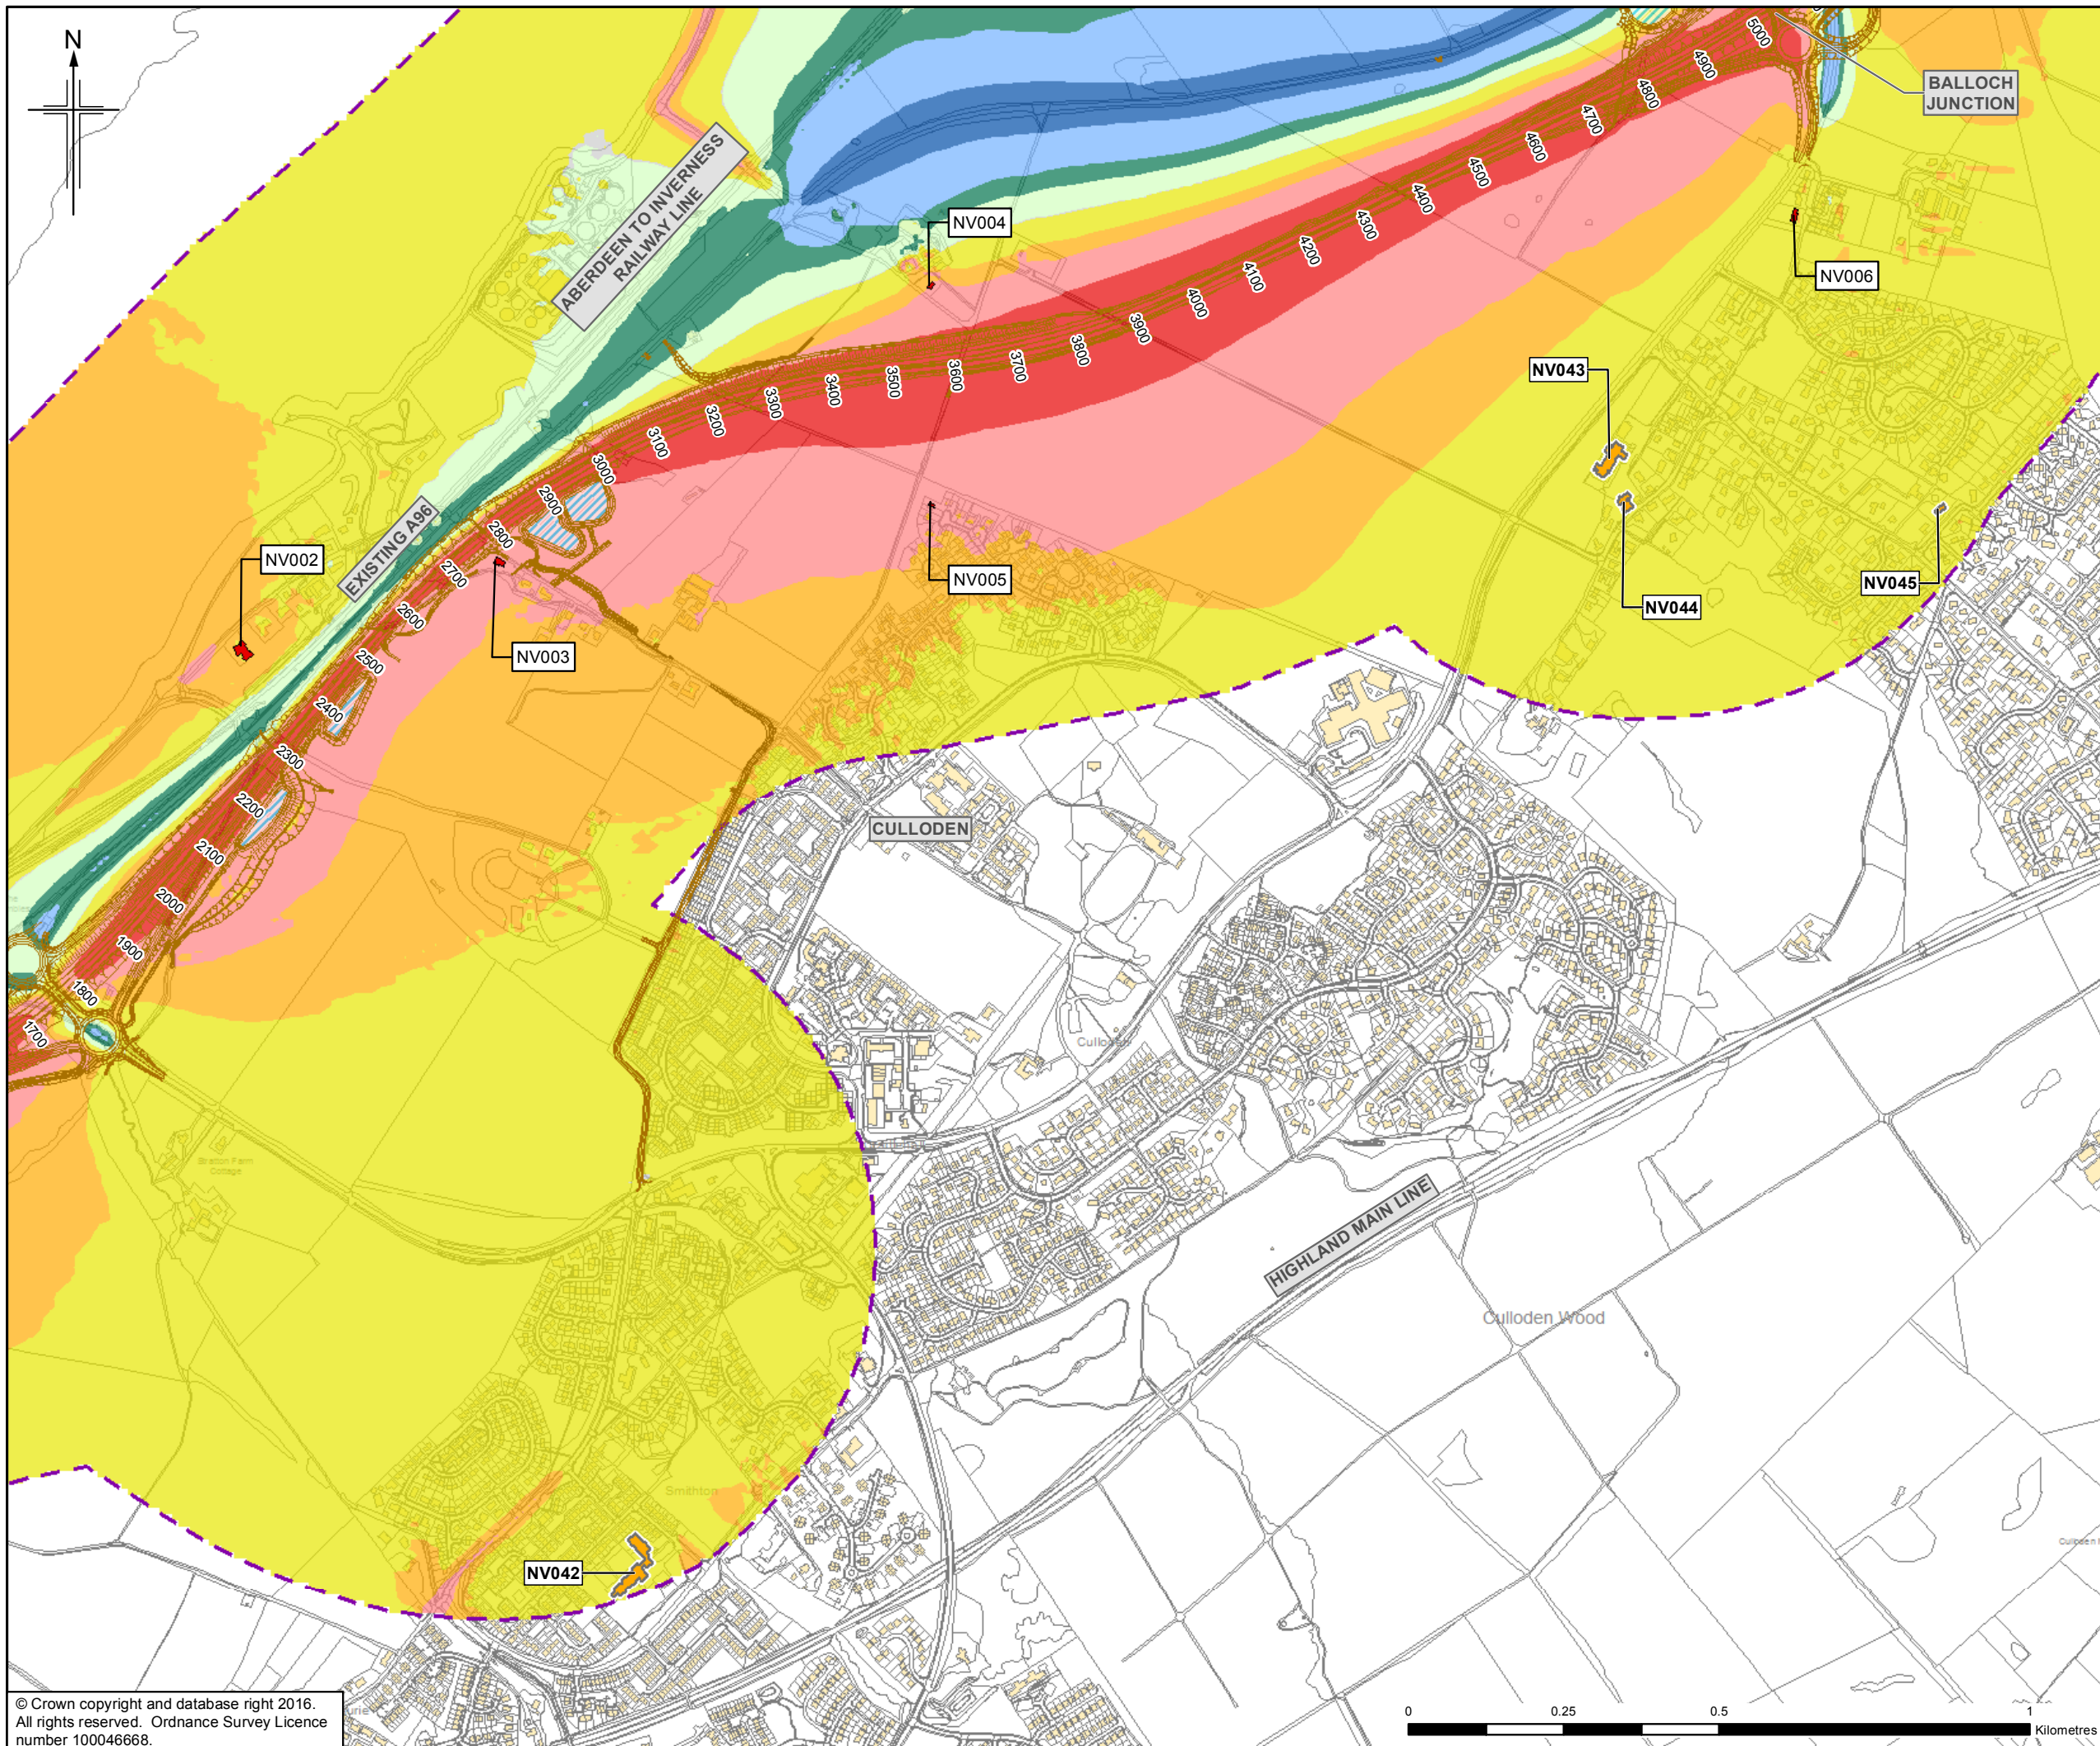 N
BALLOCH
JUNCTION
ABERDEEN TO INVERNESS
RAILWAY LINE
NV004
NV006
NV043
NV002
EXISTING A96
NV005
NV045
NV044
NV003
CULLODEN
Culloden
Stratton Farm
Cottage
HIGHLAND MAIN LINE
Culloden Wood
Smithton
NV042
1700
1800
1900
2000
2100
2200
2300
2400
2500
2600
2700
2800
2900
3000
3100
3200
3300
3400
3500
3600
3700
3800
3900
4000
4100
4200
4300
4400
4500
4600
4700
4800
4900
5000
© Crown copyright and database right 2016.
All rights reserved. Ordnance Survey Licence
number 100046668.
0 0.25 0.5 1
Kilometres